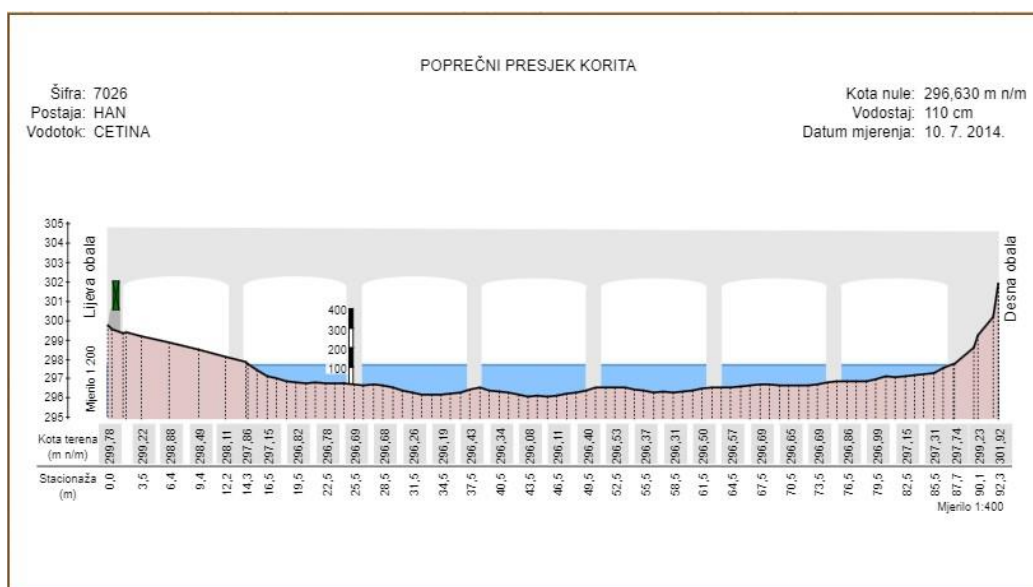 POPREČNI PRESJEK KORITA
Šifra: 7026
Postaja: HAN
Vodotok: CETINA
Kota nule: 296,630 m n/m
Vodostaj: 110 cm
Datum mjerenja: 10. 7. 2014.
305
304
303
302
301
300
299
298
297
296
295
Mjerilo 1:200
Lijeva obala
400
300
200
100
Desna obala
Kota terena (m n/m) 299,78 299,22 298,88 298,49 298,11 297,86 297,15 296,82 296,78 296,69 296,68 296,26 296,19 296,43 296,34 296,08 296,11 296,40 296,53 296,37 296,31 296,50 296,57 296,69 296,65 296,69 296,86 296,99 297,15 297,31 297,74 299,23 301,92
Stacionaža (m) 0,0 3,5 6,4 9,4 12,2 14,3 16,5 19,5 22,5 25,5 28,5 31,5 34,5 37,5 40,5 43,5 46,5 49,5 52,5 55,5 58,5 61,5 64,5 67,5 70,5 73,5 76,5 79,5 82,5 85,5 87,7 90,1 92,3
Mjerilo 1:400